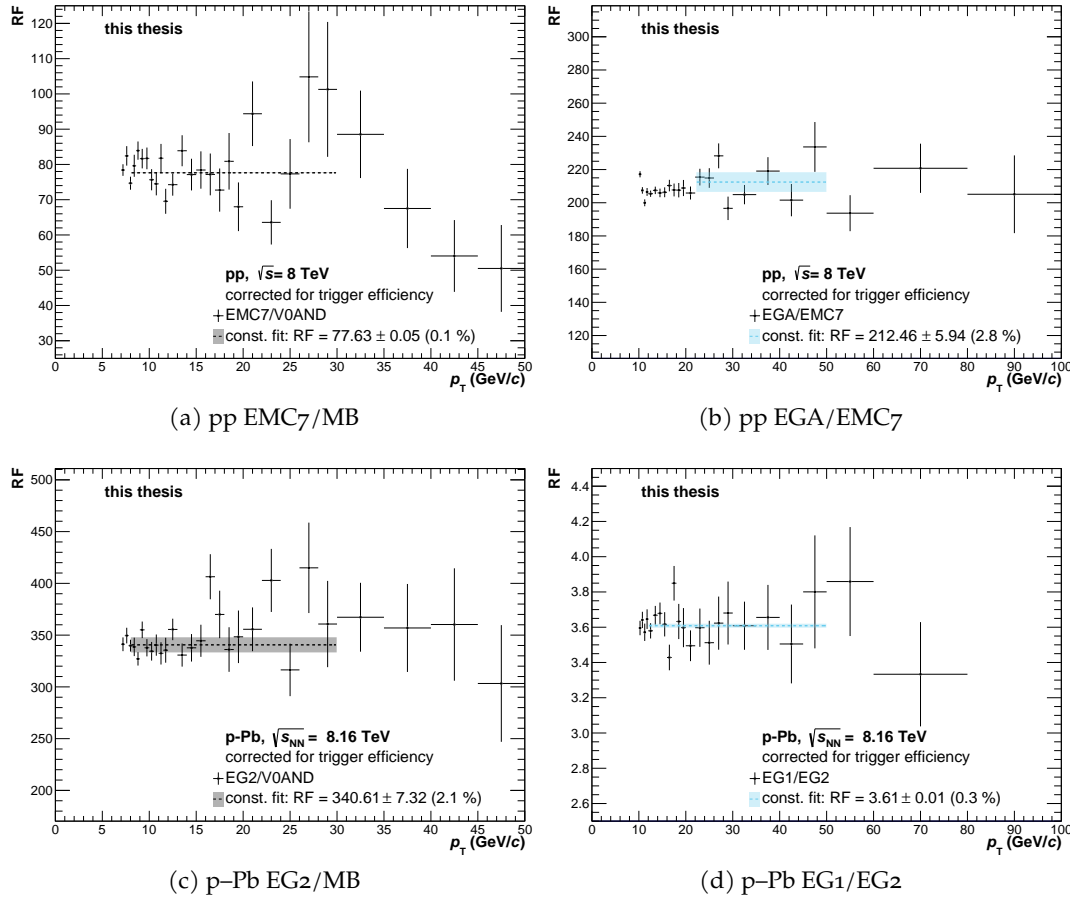 RF
this thesis
120
100
80
60
40
pp, √s = 8 TeV
corrected for trigger efficiency
EMC7/V0AND
const. fit: RF = 77.63 ± 0.05 (0.1 %)
0 5 10 15 20 25 30 35 40 45 50
p_T (GeV/c)
(a) pp EMC7/MB
RF
this thesis
300
280
260
240
220
200
180
160
140
120
pp, √s = 8 TeV
corrected for trigger efficiency
EGA/EMC7
const. fit: RF = 212.46 ± 5.94 (2.8 %)
0 10 20 30 40 50 60 70 80 90 100
p_T (GeV/c)
(b) pp EGA/EMC7
RF
this thesis
500
450
400
350
300
250
200
p-Pb, √s_NN = 8.16 TeV
corrected for trigger efficiency
EG2/V0AND
const. fit: RF = 340.61 ± 7.32 (2.1 %)
0 5 10 15 20 25 30 35 40 45 50
p_T (GeV/c)
(c) p–Pb EG2/MB
RF
this thesis
4.4
4.2
4.0
3.8
3.6
3.4
3.2
3.0
2.8
2.6
p-Pb, √s_NN = 8.16 TeV
corrected for trigger efficiency
EG1/EG2
const. fit: RF = 3.61 ± 0.01 (0.3 %)
0 10 20 30 40 50 60 70 80 90 100
p_T (GeV/c)
(d) p–Pb EG1/EG2